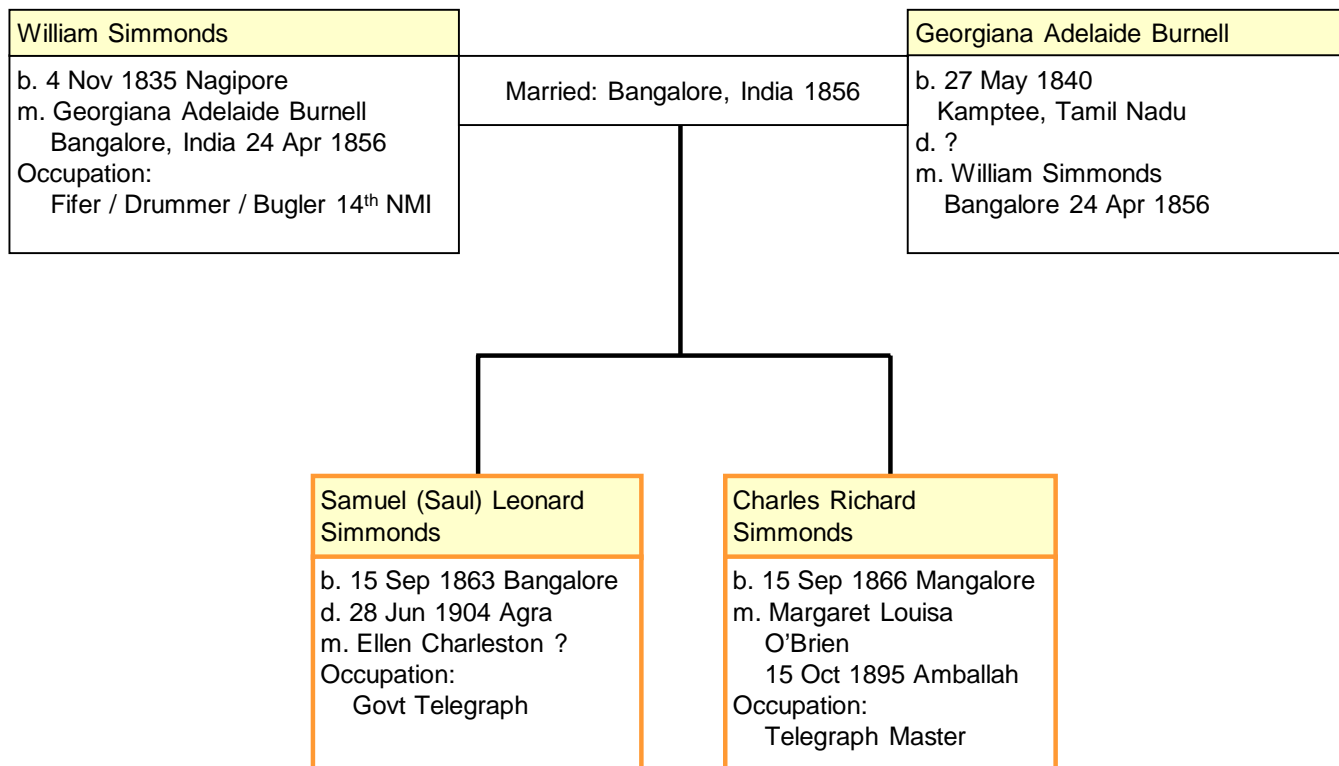 William Simmonds
b. 4 Nov 1835 Nagipore
m. Georgiana Adelaide Burnell
Bangalore, India 24 Apr 1856
Occupation:
Fifer / Drummer / Bugler 14th NMI
Married: Bangalore, India 1856
Georgiana Adelaide Burnell
b. 27 May 1840
Kamptee, Tamil Nadu
d. ?
m. William Simmonds
Bangalore 24 Apr 1856
Samuel (Saul) Leonard
Simmonds
b. 15 Sep 1863 Bangalore
d. 28 Jun 1904 Agra
m. Ellen Charleston ?
Occupation:
Govt Telegraph
Charles Richard
Simmonds
b. 15 Sep 1866 Mangalore
m. Margaret Louisa
O’Brien
15 Oct 1895 Amballah
Occupation:
Telegraph Master